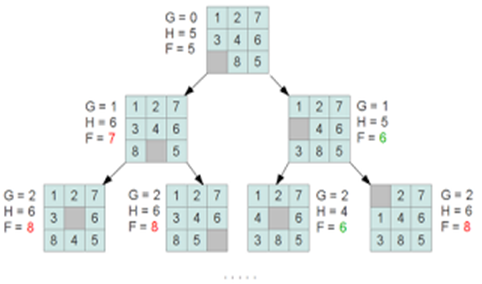 G = 0
H = 5
F = 5
1 2 7
3 4 6
8 5
G = 1
H = 6
F = 7
1 2 7
3 4 6
8 5
1 2 7
4 6
3 8 5
G = 1
H = 5
F = 6
G = 2
H = 6
F = 8
1 2 7
3 6
8 4 5
G = 2
H = 6
F = 8
1 2 7
3 4 6
8 5
1 2 7
4 6
3 8 5
G = 2
H = 4
F = 6
2 7
1 4 6
3 8 5
G = 2
H = 6
F = 8
.....